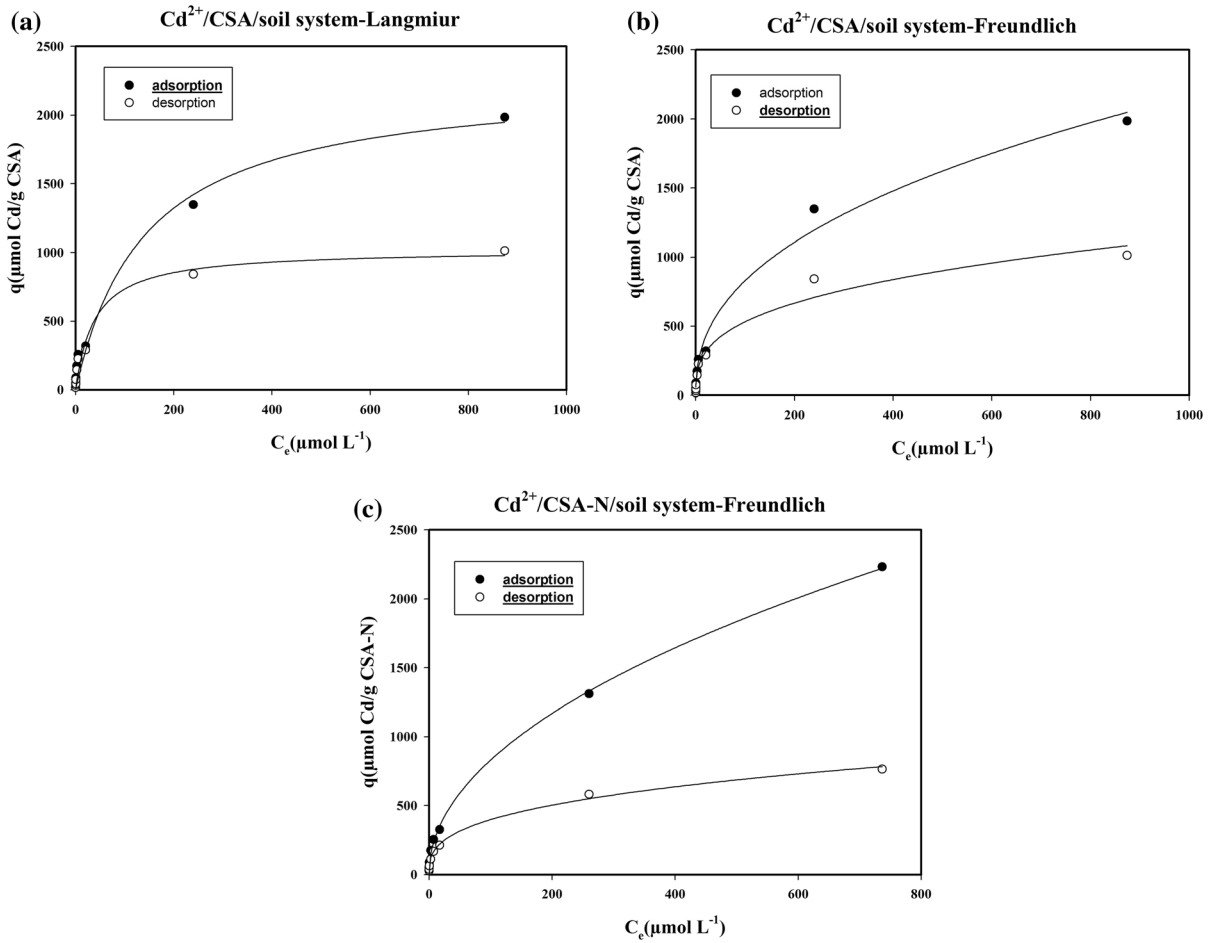 (a)
Cd²⁺/CSA/soil system-Langmiur
q(µmol Cd/g CSA)
2500
2000
1500
1000
500
0
adsorption
desorption
0 200 400 600 800 1000
Cₑ(µmol L⁻¹)
(b)
Cd²⁺/CSA/soil system-Freundlich
q(µmol Cd/g CSA)
2500
2000
1500
1000
500
0
adsorption
desorption
0 200 400 600 800 1000
Cₑ(µmol L⁻¹)
(c)
Cd²⁺/CSA-N/soil system-Freundlich
q(µmol Cd/g CSA-N)
2500
2000
1500
1000
500
0
adsorption
desorption
0 200 400 600 800
Cₑ(µmol L⁻¹)